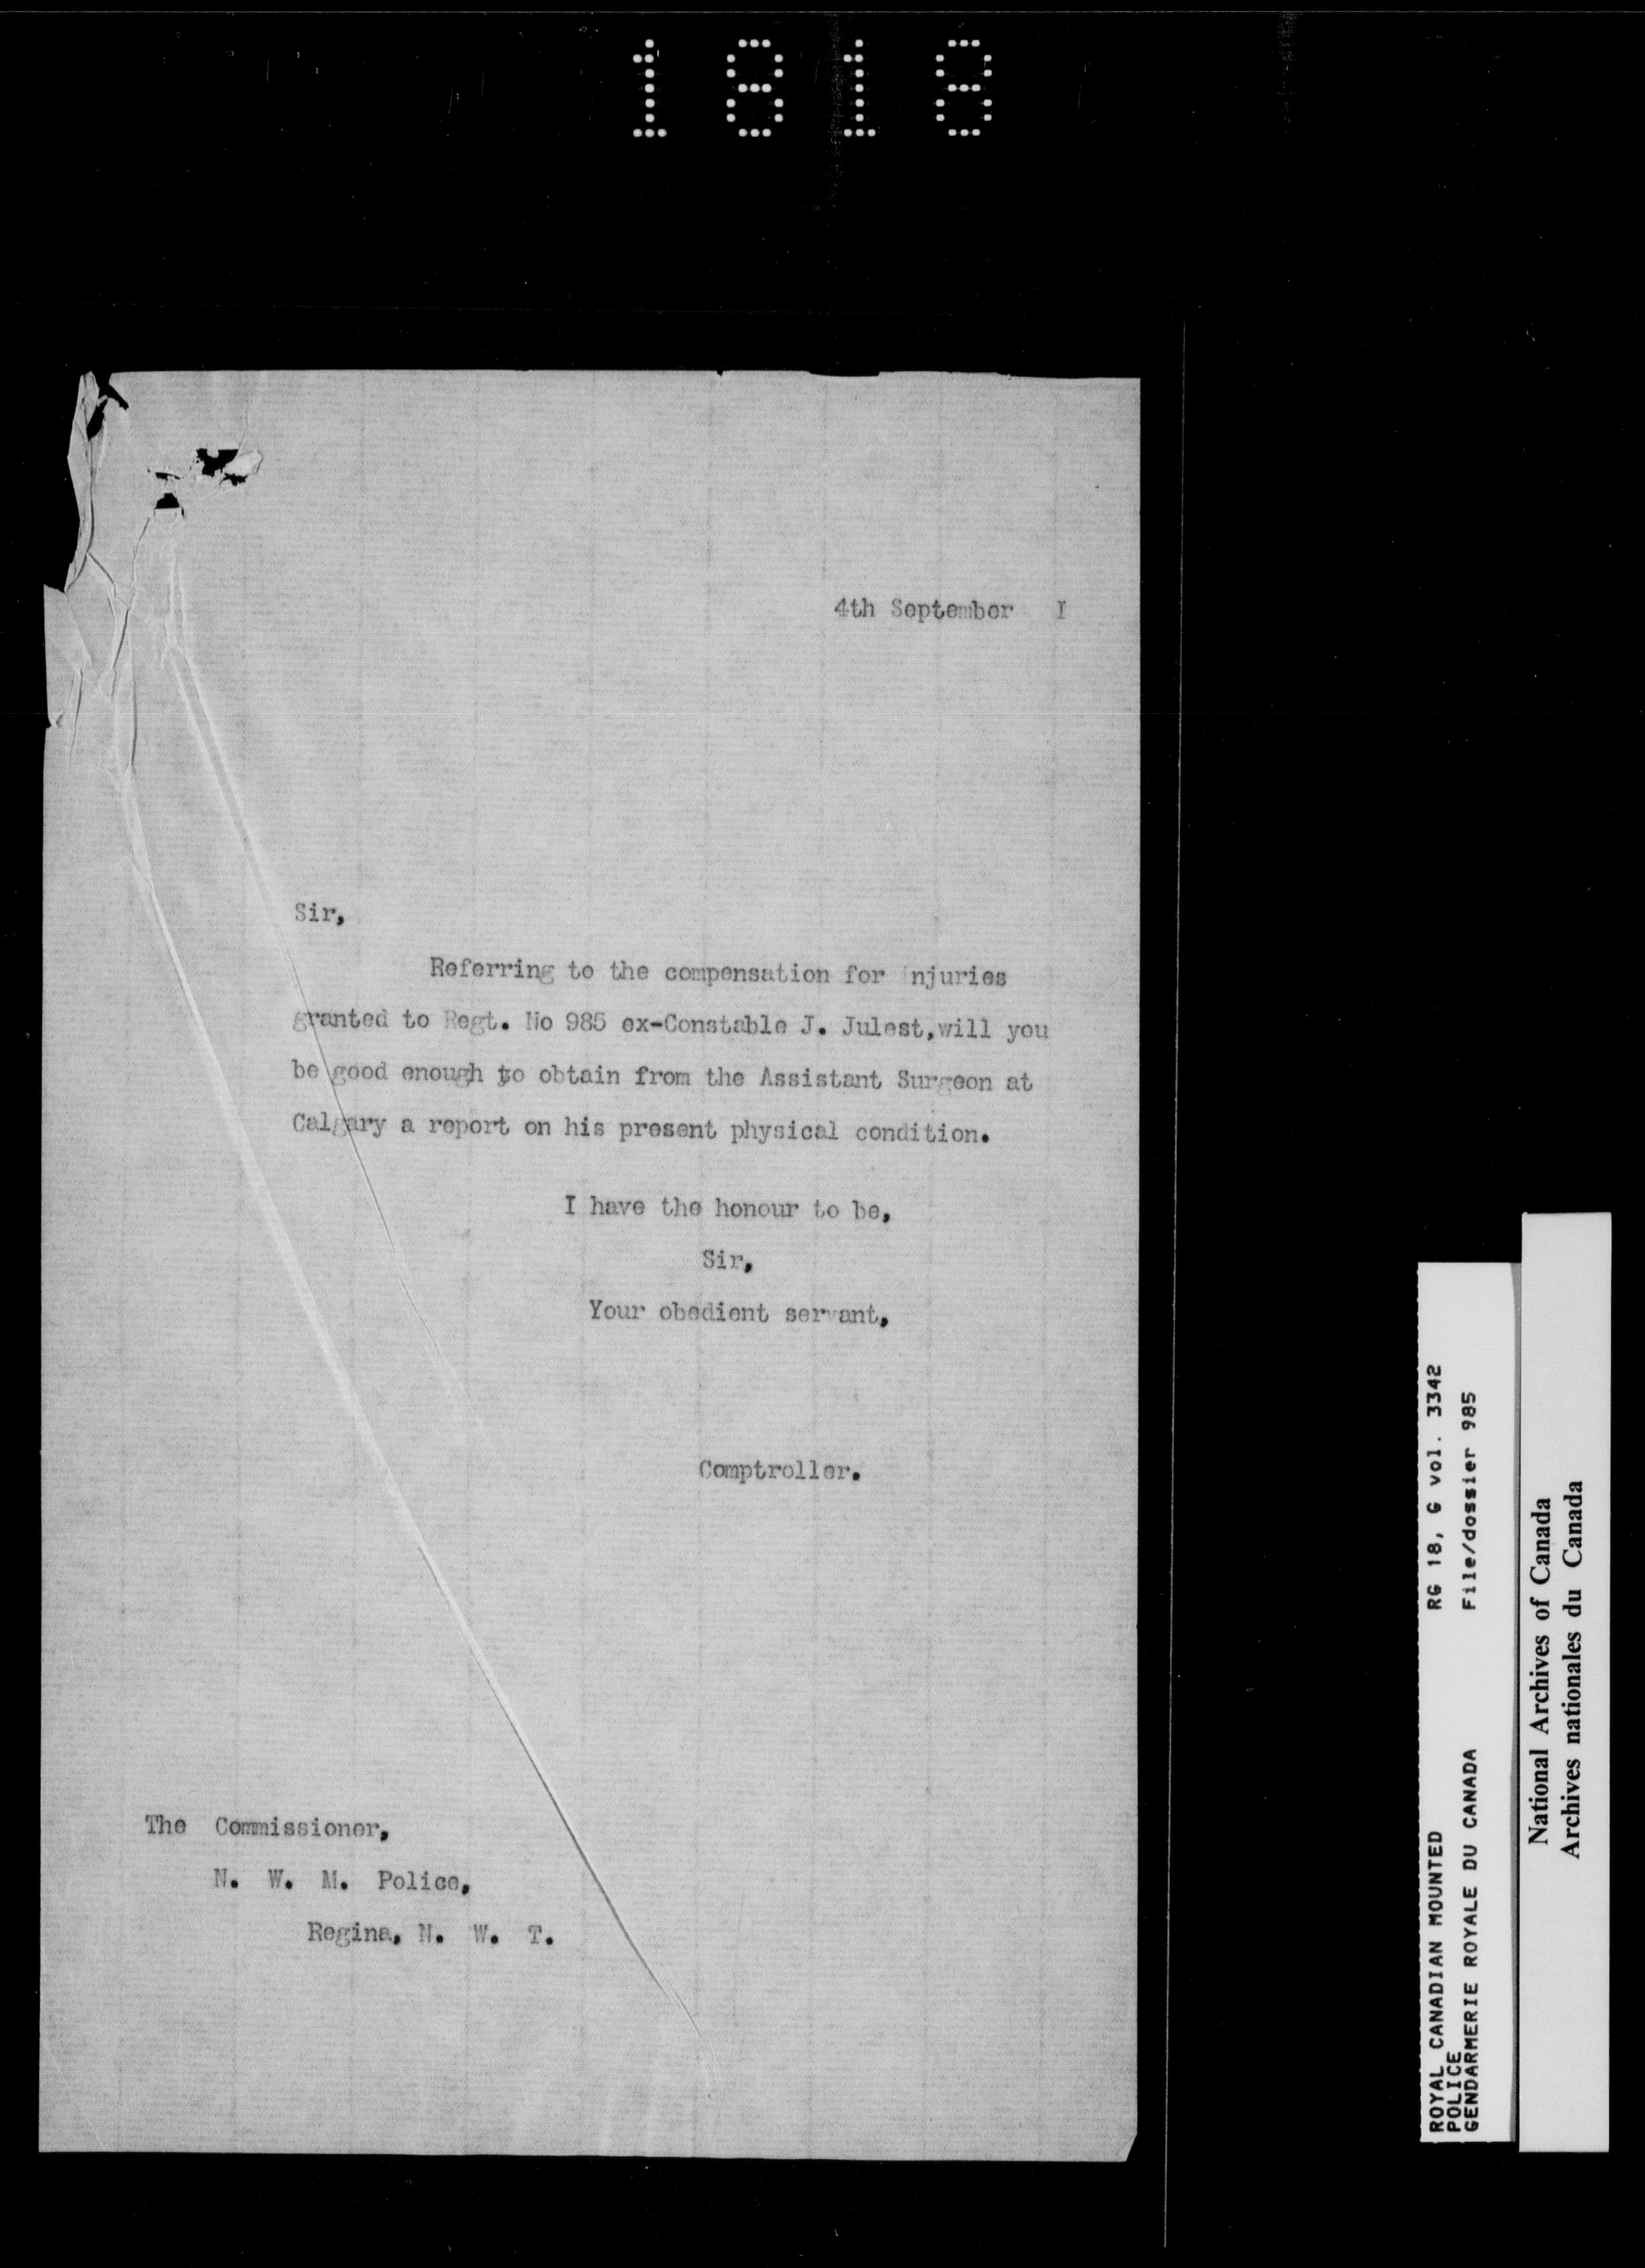 1818
4th September I
Sir,
Referring to the compensation for injuries
granted to Regt. No 985 ex-Constable J. Julest,will you
be good enough to obtain from the Assistant Surgeon at
Calgary a report on his present physical condition.
I have the honour to be,
Sir,
Your obedient servant,
Comptroller.
The Commissioner,
N. W. M. Police,
Regina, N. W. T.
ROYAL CANADIAN MOUNTED RG 18, G vol. 3342
POLICE
GENDARMERIE ROYALE DU CANADA File/dossier 985
National Archives of Canada
Archives nationales du Canada